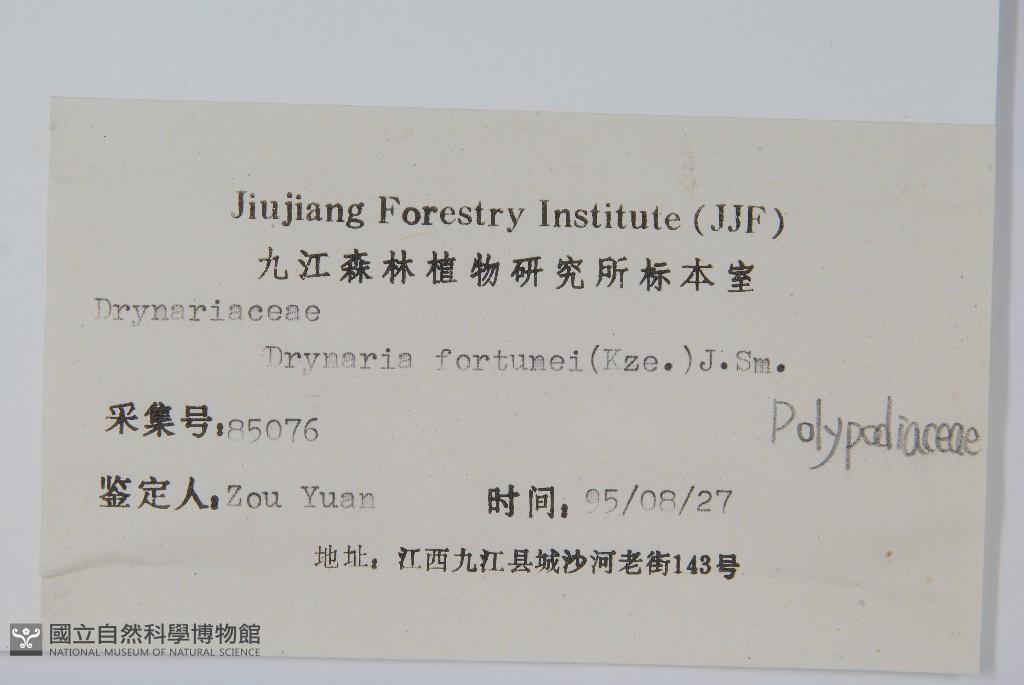 Jiujiang Forestry Institute (JJF)
九江森林植物研究所标本室
Drynariaceae
Drynaria fortunei(Kze.)J.Sm.
采集号:85076
Polypodiaceae
鉴定人:Zou Yuan 时间:95/08/27
地址:江西九江县城沙河老街143号
國立自然科學博物館
NATIONAL MUSEUM OF NATURAL SCIENCE